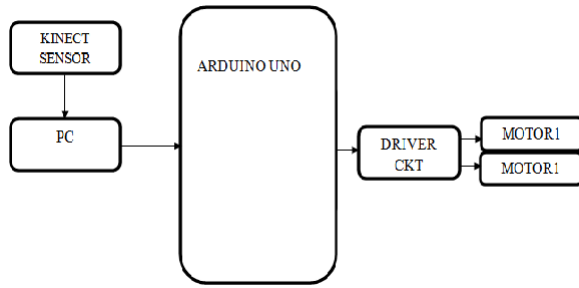 KINECT
SENSOR
PC
ARDUINO UNO
DRIVER
CKT
MOTOR1
MOTOR1